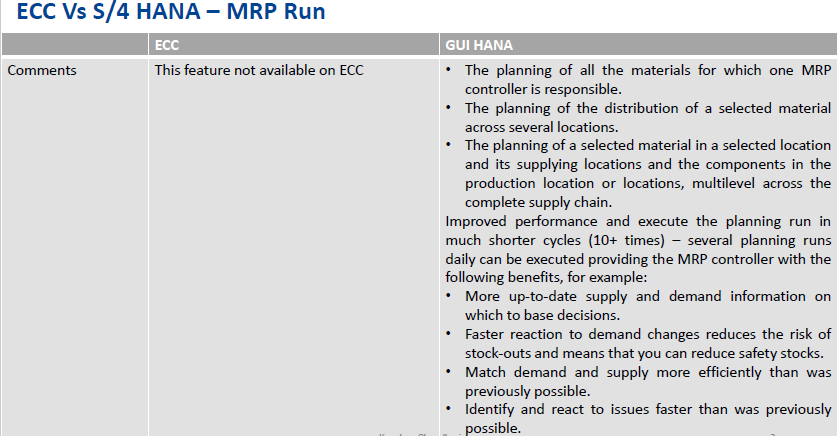 ECC Vs S/4 HANA – MRP Run
ECC
GUI HANA
Comments
This feature not available on ECC
• The planning of all the materials for which one MRP
controller is responsible.
• The planning of the distribution of a selected material
across several locations.
• The planning of a selected material in a selected location
and its supplying locations and the components in the
production location or locations, multilevel across the
complete supply chain.
Improved performance and execute the planning run in
much shorter cycles (10+ times) – several planning runs
daily can be executed providing the MRP controller with the
following benefits, for example:
• More up-to-date supply and demand information on
which to base decisions.
• Faster reaction to demand changes reduces the risk of
stock-outs and means that you can reduce safety stocks.
• Match demand and supply more efficiently than was
previously possible.
• Identify and react to issues faster than was previously
possible.